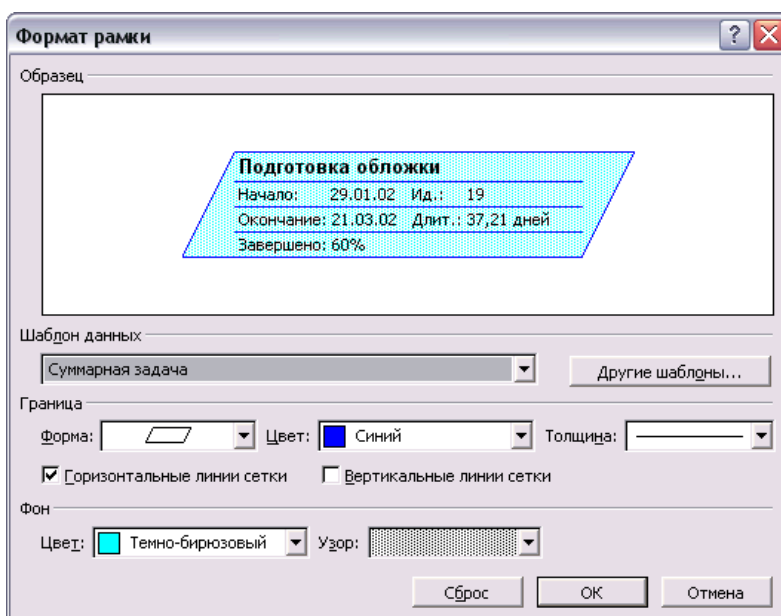 Формат рамки
Образец
Подготовка обложки
Начало: 29.01.02 Ид.: 19
Окончание: 21.03.02 Длит.: 37,21 дней
Завершено: 60%
Шаблон данных
Суммарная задача
Другие шаблоны...
Граница
Форма: Цвет: Синий Толщина:
Горизонтальные линии сетки Вертикальные линии сетки
Фон
Цвет: Темно-бирюзовый Узор:
Сброс OK Отмена